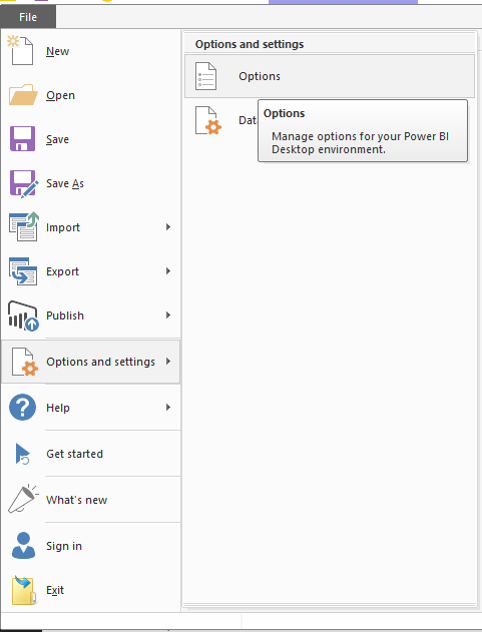 File
New
Open
Save
Save As
Import
Export
Publish
Options and settings
Help
Get started
What's new
Sign in
Exit
Options and settings
Options
Dat
Options
Manage options for your Power BI
Desktop environment.